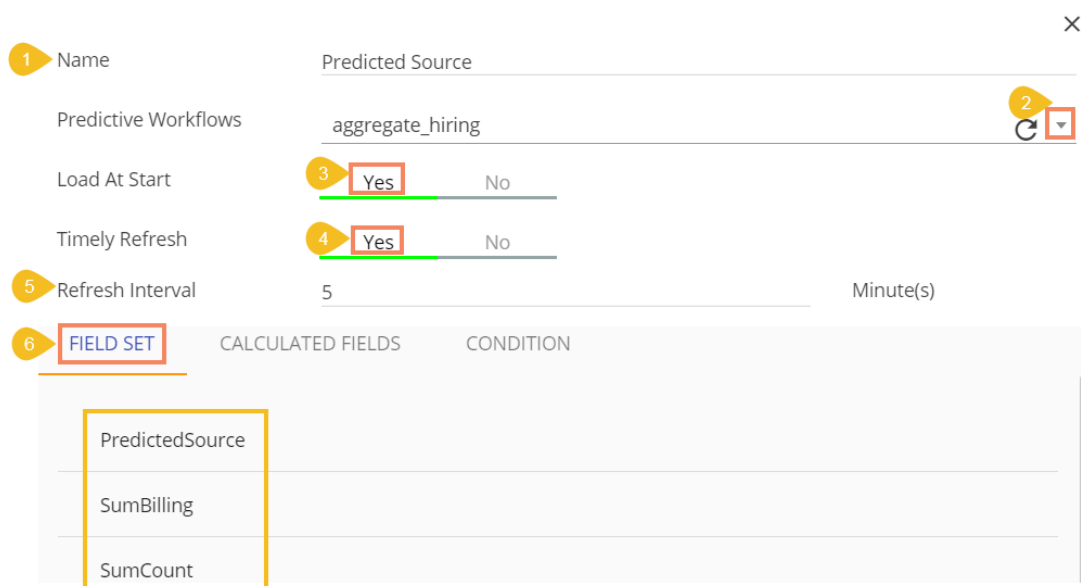 1 Name Predicted Source
2
Predictive Workflows aggregate_hiring
Load At Start 3 Yes No
Timely Refresh 4 Yes No
5 Refresh Interval 5 Minute(s)
6 FIELD SET CALCULATED FIELDS CONDITION
PredictedSource
SumBilling
SumCount